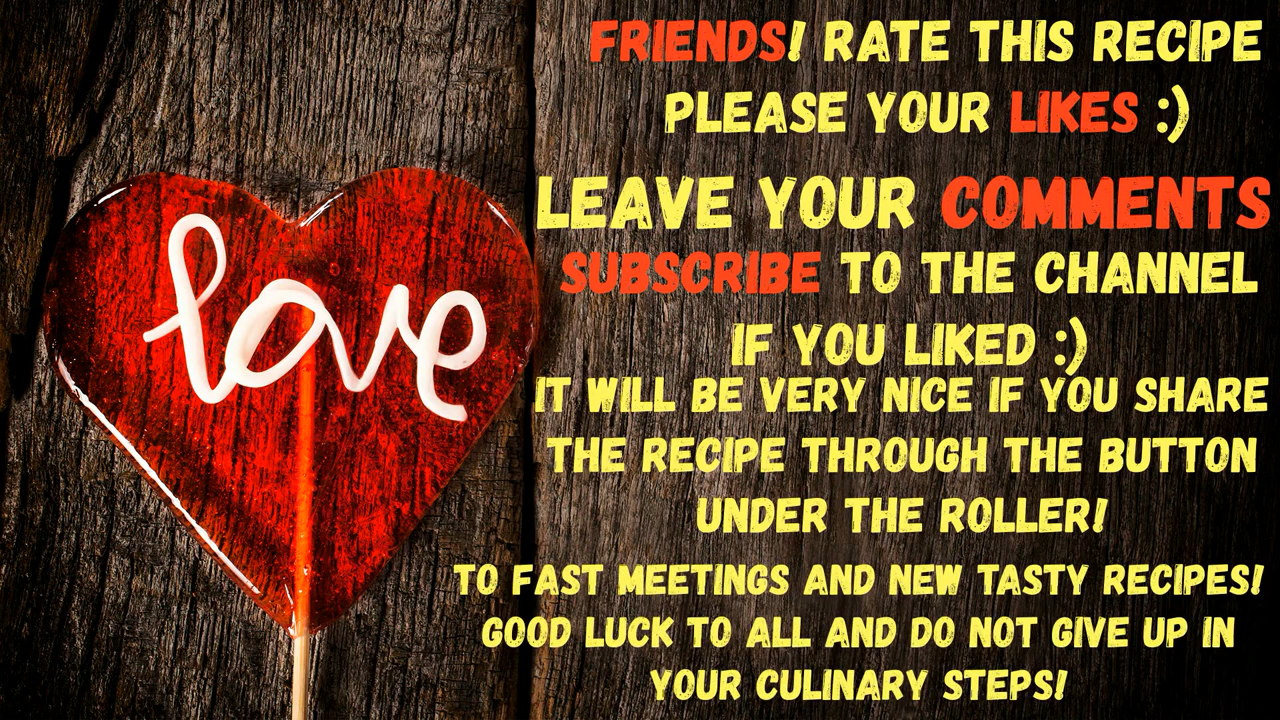 FRIENDS! RATE THIS RECIPE
PLEASE YOUR LIKES :)
LEAVE YOUR COMMENTS
SUBSCRIBE TO THE CHANNEL
IF YOU LIKED :)
IT WILL BE VERY NICE IF YOU SHARE
THE RECIPE THROUGH THE BUTTON
UNDER THE ROLLER!
TO FAST MEETINGS AND NEW TASTY RECIPES!
GOOD LUCK TO ALL AND DO NOT GIVE UP IN
YOUR CULINARY STEPS!
love